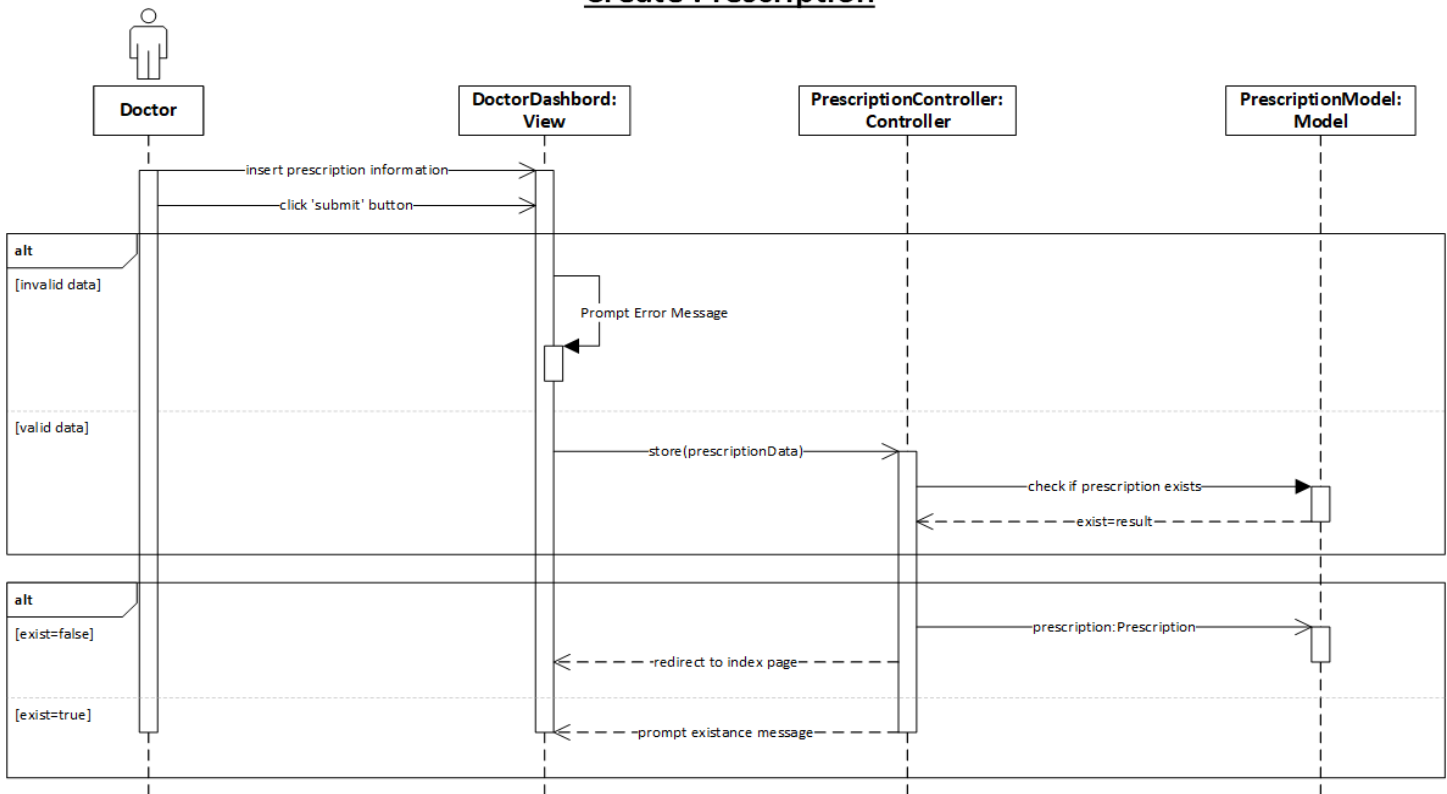 Create Prescription
Doctor
DoctorDashbord:
View
PrescriptionController:
Controller
PrescriptionModel:
Model
insert prescription information
click 'submit' button
alt
[invalid data]
Prompt Error Message
[valid data]
store(prescriptionData)
check if prescription exists
exist=result
alt
[exist=false]
prescription:Prescription
redirect to index page
[exist=true]
prompt existance message